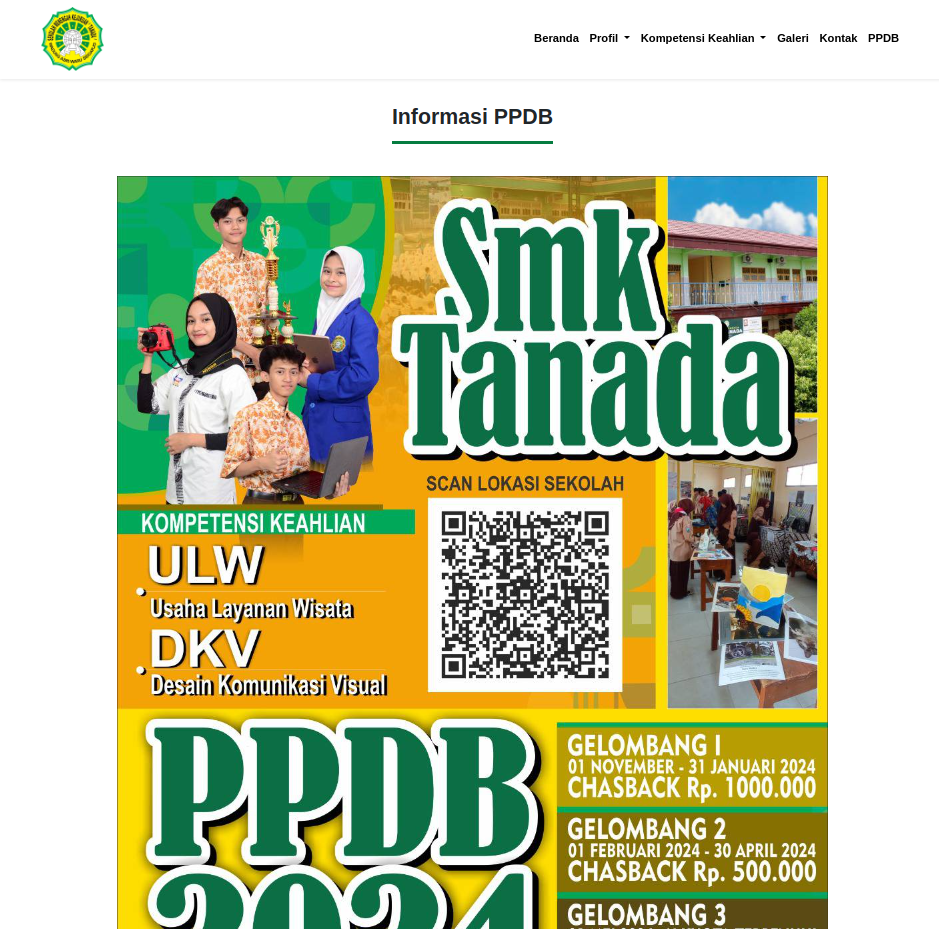 Beranda Profil Kompetensi Keahlian Galeri Kontak PPDB
Informasi PPDB
Smk
Tanada
SCAN LOKASI SEKOLAH
KOMPETENSI KEAHLIAN
ULW
Usaha Layanan Wisata
DKV
Desain Komunikasi Visual
PPDB
2024
GELOMBANG 1
01 NOVEMBER - 31 JANUARI 2024
CHASBACK Rp. 1000.000
GELOMBANG 2
01 FEBRUARI 2024 - 30 APRIL 2024
CHASBACK Rp. 500.000
GELOMBANG 3